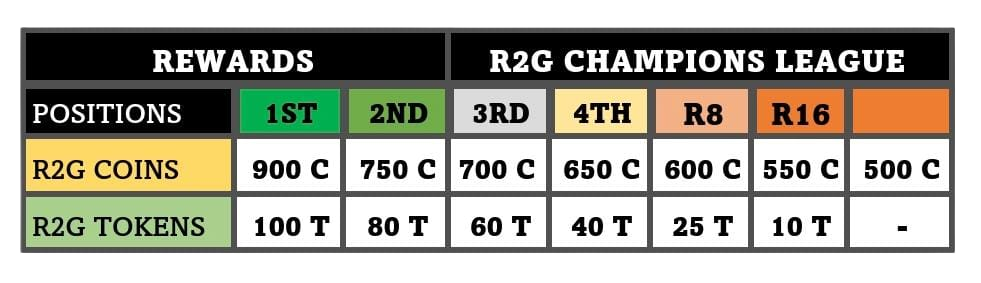 REWARDS R2G CHAMPIONS LEAGUE
POSITIONS 1ST 2ND 3RD 4TH R8 R16
R2G COINS 900 C 750 C 700 C 650 C 600 C 550 C 500 C
R2G TOKENS 100 T 80 T 60 T 40 T 25 T 10 T -